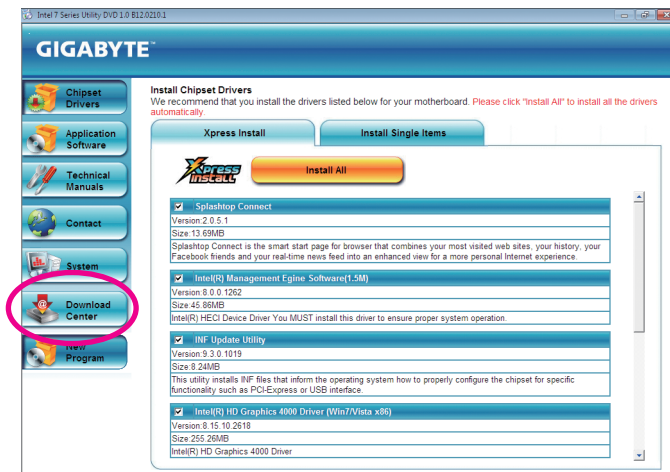 Intel 7 Series Utility DVD 1.0 B12.0210.1
GIGABYTE™
Chipset
Drivers
Application
Software
Technical
Manuals
Contact
System
Download
Center
New
Program
Install Chipset Drivers
We recommend that you install the drivers listed below for your motherboard. Please click "Install All" to install all the drivers
automatically.
Xpress Install
Install Single Items
Xpress
Install
Install All
Splashtop Connect
Version:2.0.5.1
Size:13.69MB
Splashtop Connect is the smart start page for browser that combines your most visited web sites, your history, your
Facebook friends and your real-time news feed into an enhanced view for a more personal Internet experience.
Intel(R) Management Egine Software(1.5M)
Version:8.0.0.1262
Size:45.86MB
Intel(R) HECI Device Driver You MUST install this driver to ensure proper system operation.
INF Update Utility
Version:9.3.0.1019
Size:8.24MB
This utility installs INF files that inform the operating system how to properly configure the chipset for specific
functionality such as PCI-Express or USB interface.
Intel(R) HD Graphics 4000 Driver (Win7/Vista x86)
Version:8.15.10.2618
Size:255.26MB
Intel(R) HD Graphics 4000 Driver